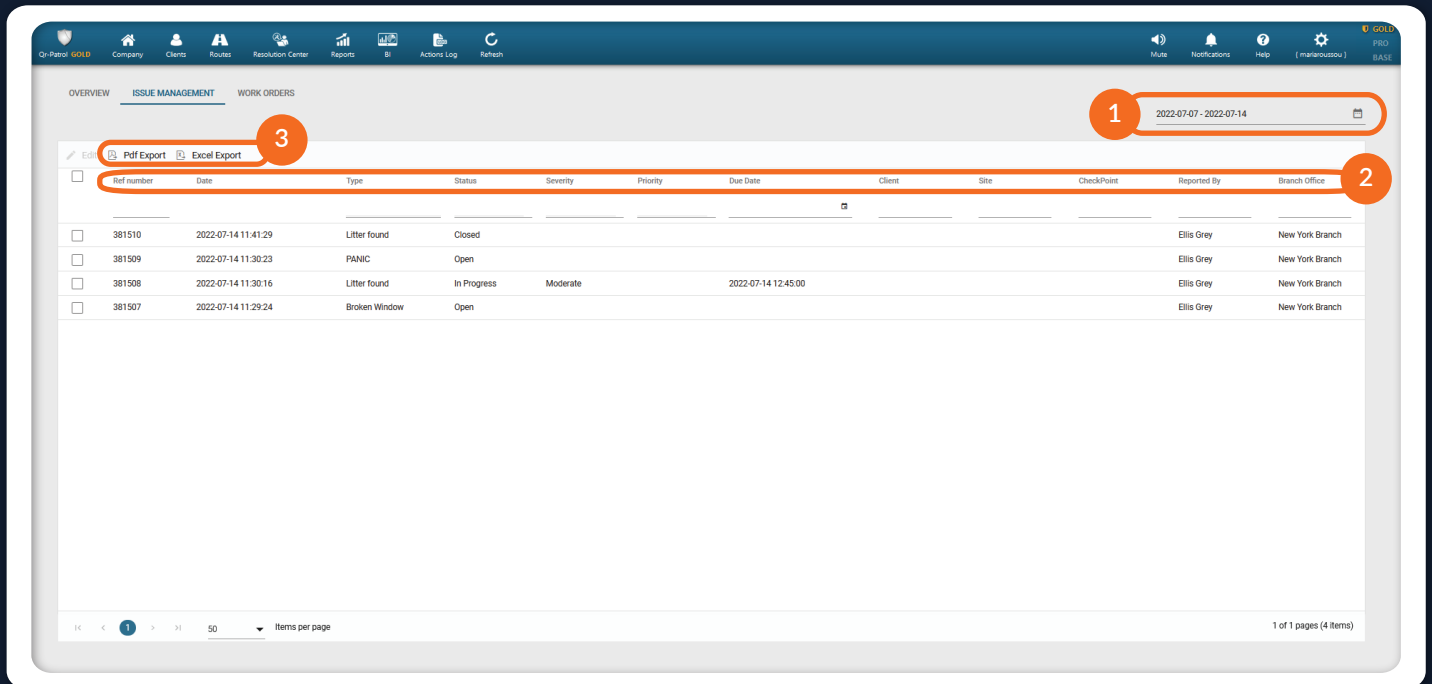 GOLD
PRO
BASE
Qr-Patrol GOLD Company Clients Routes Resolution Center Reports BI Actions Log Refresh Mute Notifications Help ( mariaroussou )
OVERVIEW ISSUE MANAGEMENT WORK ORDERS
1 2022-07-07 - 2022-07-14
3
Edit Pdf Export Excel Export
Ref number Date Type Status Severity Priority Due Date Client Site CheckPoint Reported By Branch Office 2
381510 2022-07-14 11:41:29 Litter found Closed Ellis Grey New York Branch
381509 2022-07-14 11:30:23 PANIC Open Ellis Grey New York Branch
381508 2022-07-14 11:30:16 Litter found In Progress Moderate 2022-07-14 12:45:00 Ellis Grey New York Branch
381507 2022-07-14 11:29:24 Broken Window Open Ellis Grey New York Branch
1 50 Items per page 1 of 1 pages (4 items)